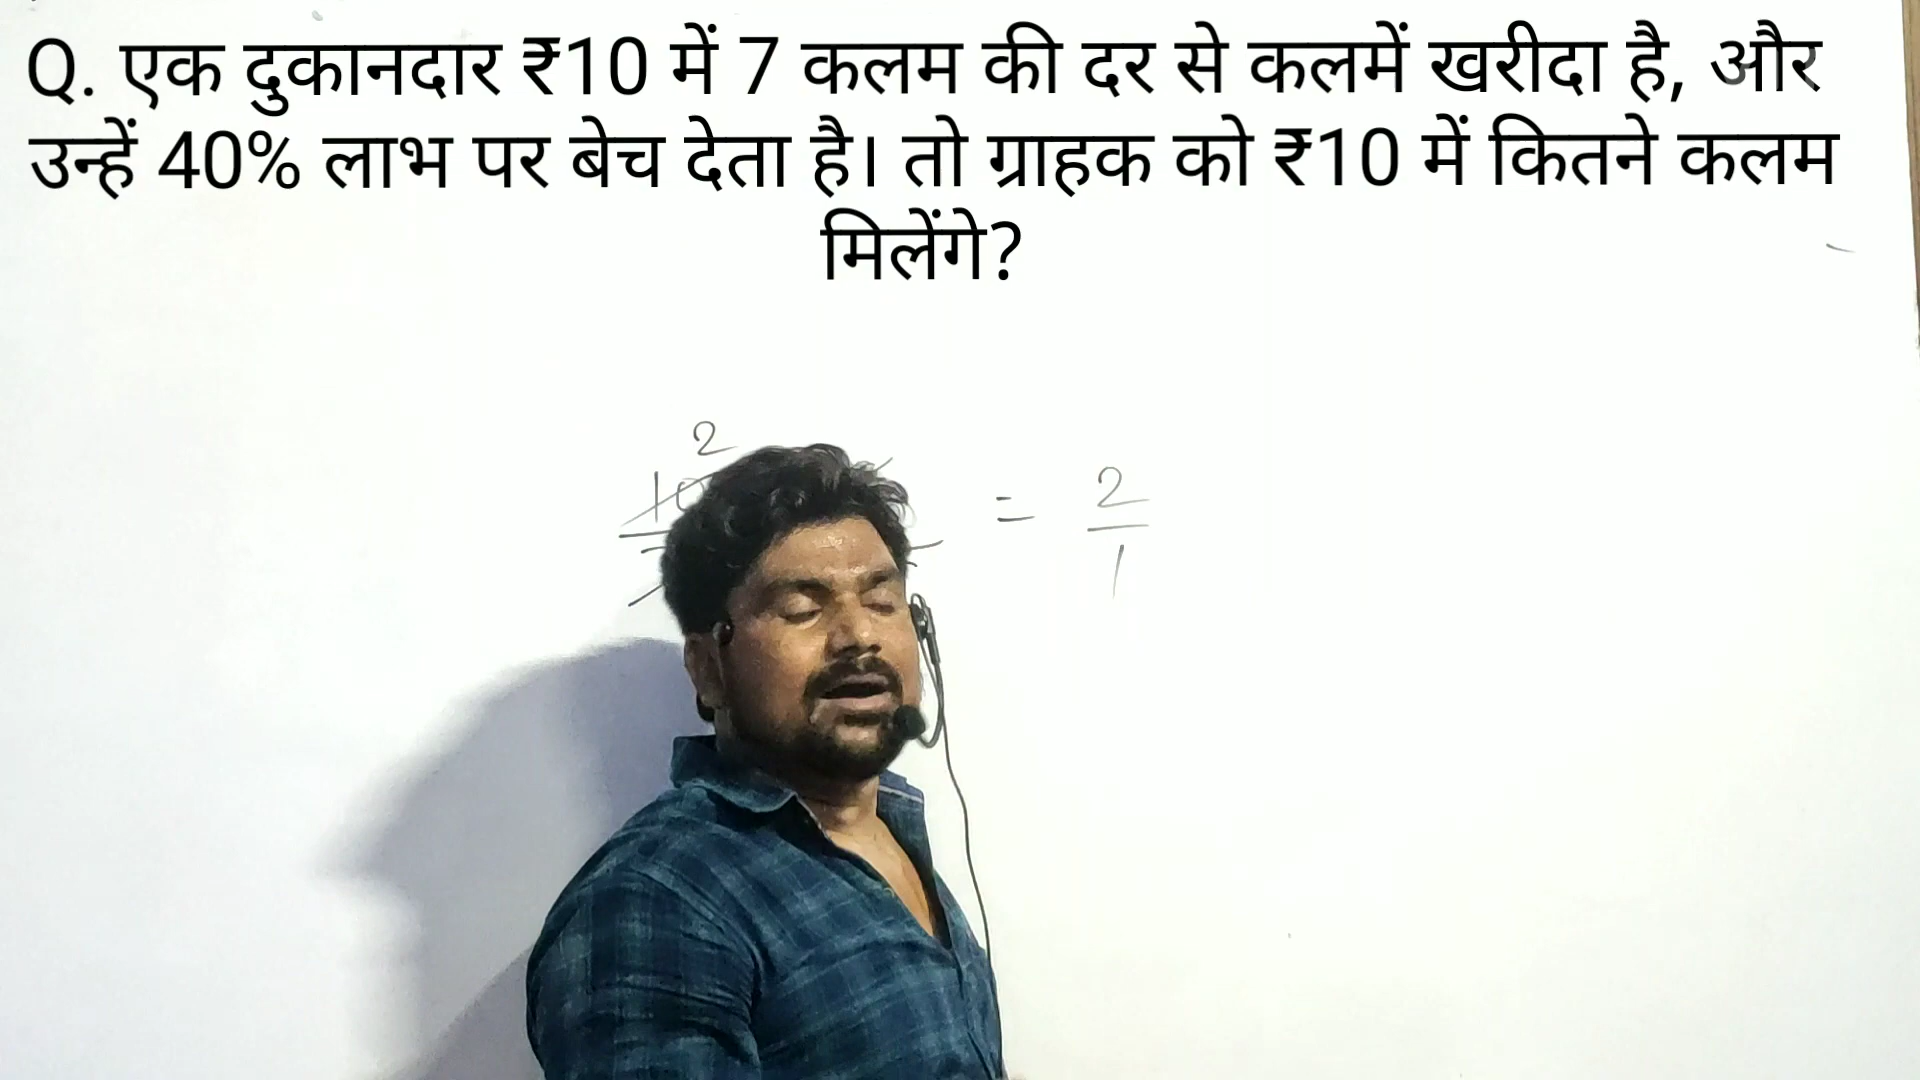 Q. एक दुकानदार ₹10 में 7 कलम की दर से कलमें खरीदा है, और
उन्हें 40% लाभ पर बेच देता है। तो ग्राहक को ₹10 में कितने कलम
मिलेंगे?
2
10 = 2
1